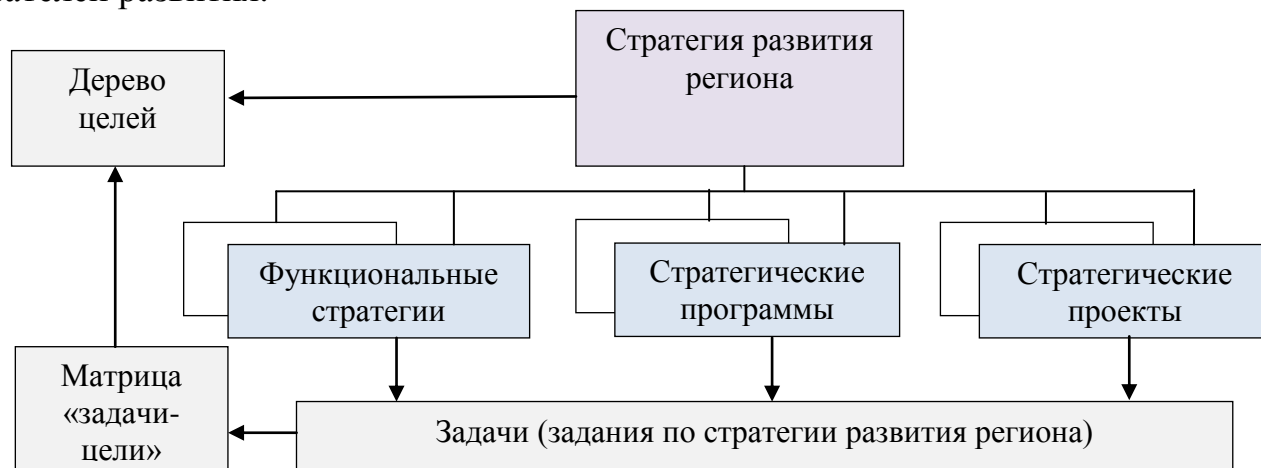 развития.
Стратегия развития
региона
Дерево
целей
Функциональные
стратегии
Стратегические
программы
Стратегические
проекты
Матрица
«задачи-
цели»
Задачи (задания по стратегии развития региона)